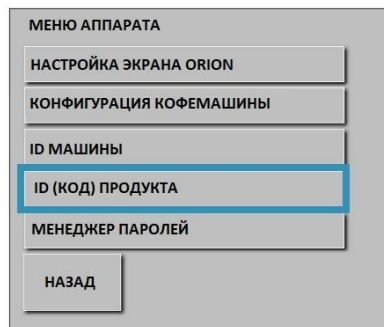 МЕНЮ АППАРАТА
НАСТРОЙКА ЭКРАНА ORION
КОНФИГУРАЦИЯ КОФЕМАШИНЫ
ID МАШИНЫ
ID (КОД) ПРОДУКТА
МЕНЕДЖЕР ПАРОЛЕЙ
НАЗАД